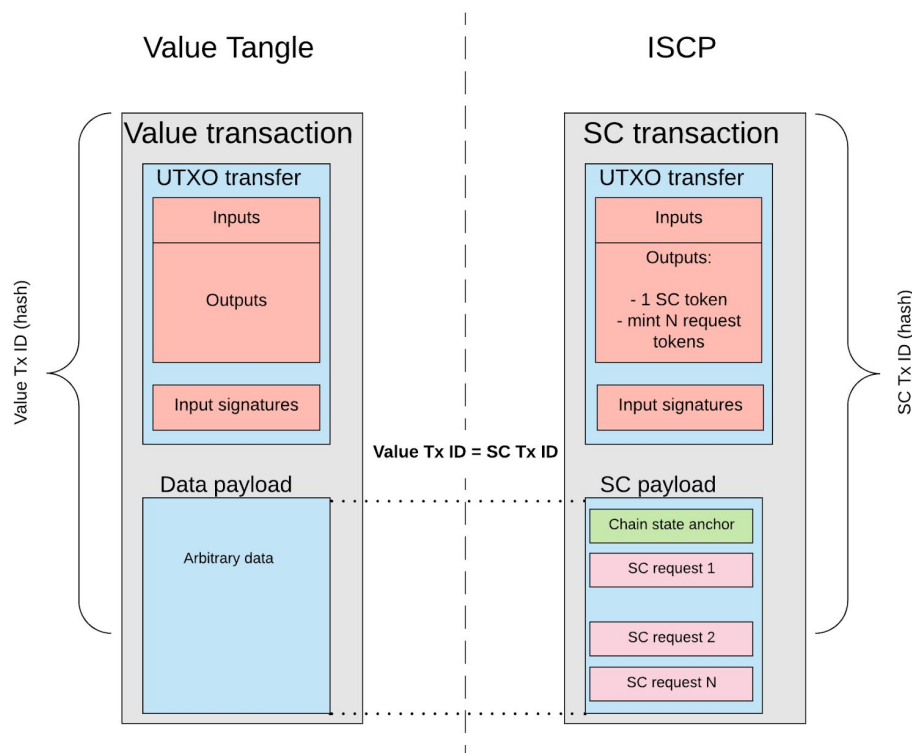 Value Tangle
ISCP
Value transaction
UTXO transfer
Inputs
Outputs
Input signatures
Value Tx ID (hash)
Data payload
Arbitrary data
Value Tx ID = SC Tx ID
SC transaction
UTXO transfer
Inputs
Outputs:
- 1 SC token
- mint N request
tokens
Input signatures
SC Tx ID (hash)
SC payload
Chain state anchor
SC request 1
SC request 2
SC request N